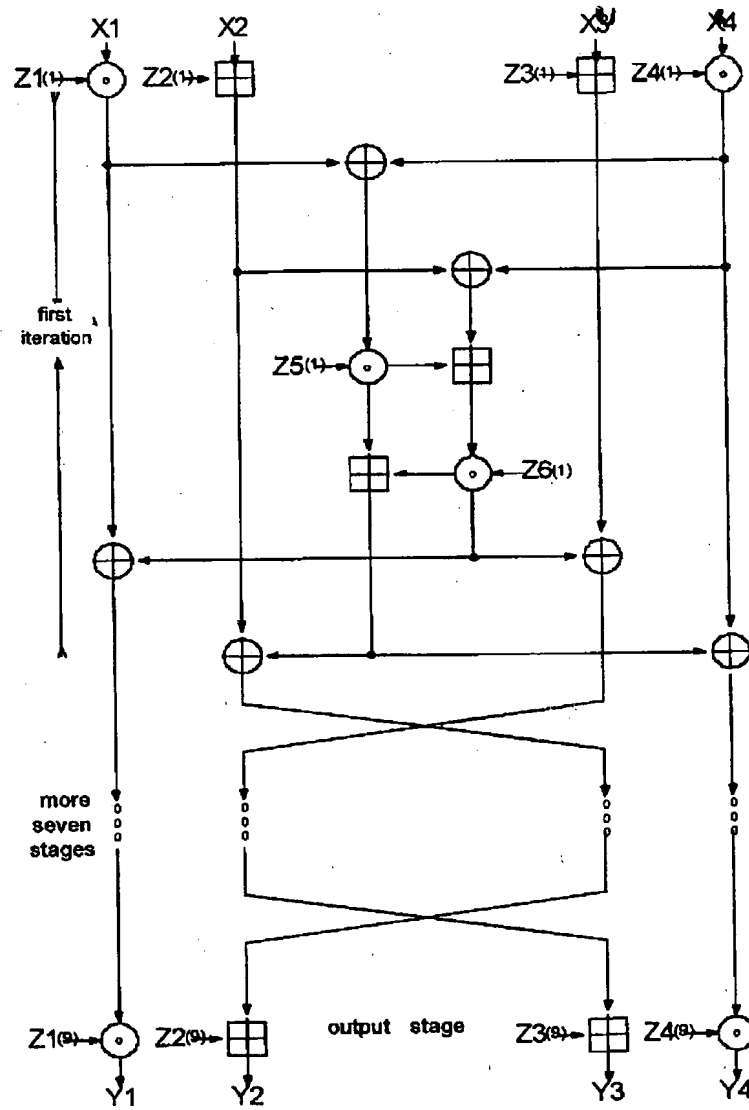 X1 X2 X3 X4
Z1(1) Z2(1) Z3(1) Z4(1)
first
iteration
Z5(1)
Z6(1)
more
seven
stages
output stage
Z1(9) Z2(9) Z3(9) Z4(9)
Y1 Y2 Y3 Y4